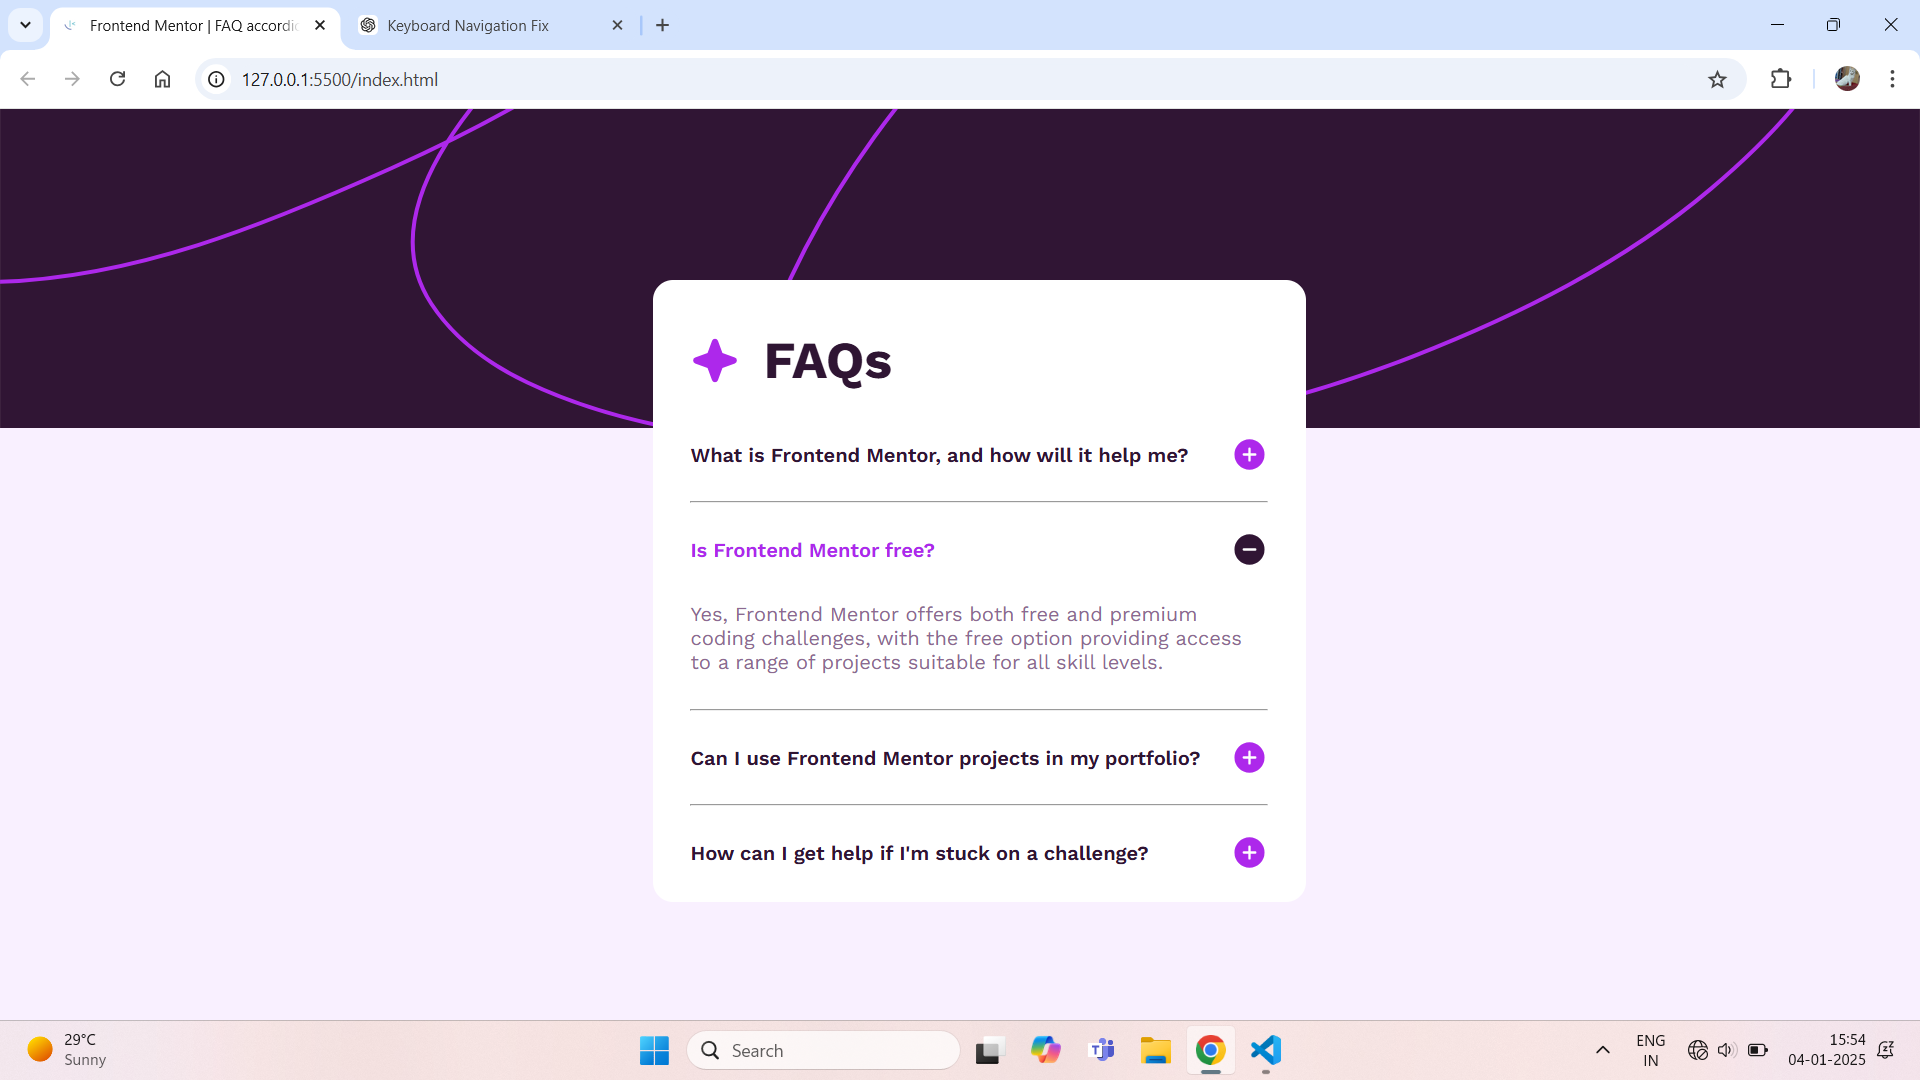 Frontend Mentor | FAQ accordic
Keyboard Navigation Fix
127.0.0.1:5500/index.html
FAQs
What is Frontend Mentor, and how will it help me?
Is Frontend Mentor free?
Yes, Frontend Mentor offers both free and premium
coding challenges, with the free option providing access
to a range of projects suitable for all skill levels.
Can I use Frontend Mentor projects in my portfolio?
How can I get help if I'm stuck on a challenge?
29°C
Sunny
Search
ENG
IN
15:54
04-01-2025